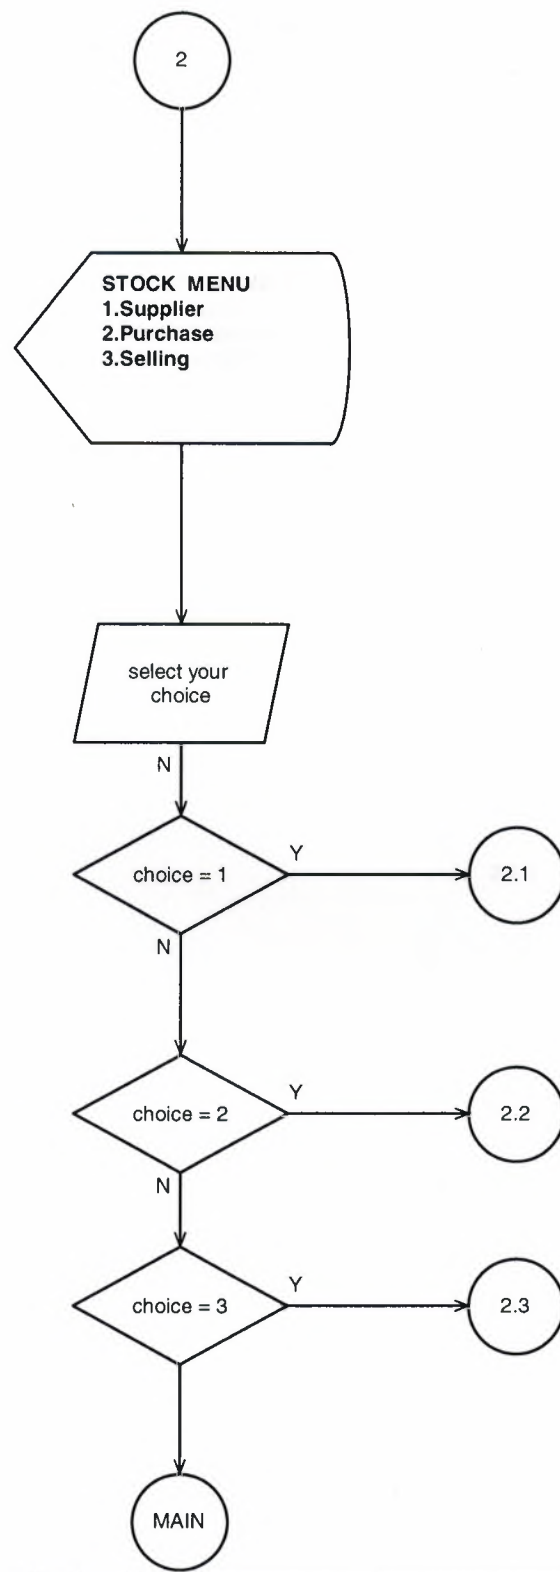 2
STOCK MENU
1.Supplier
2.Purchase
3.Selling
select your
choice
N
choice = 1
Y
2.1
N
choice = 2
Y
2.2
N
choice = 3
Y
2.3
MAIN